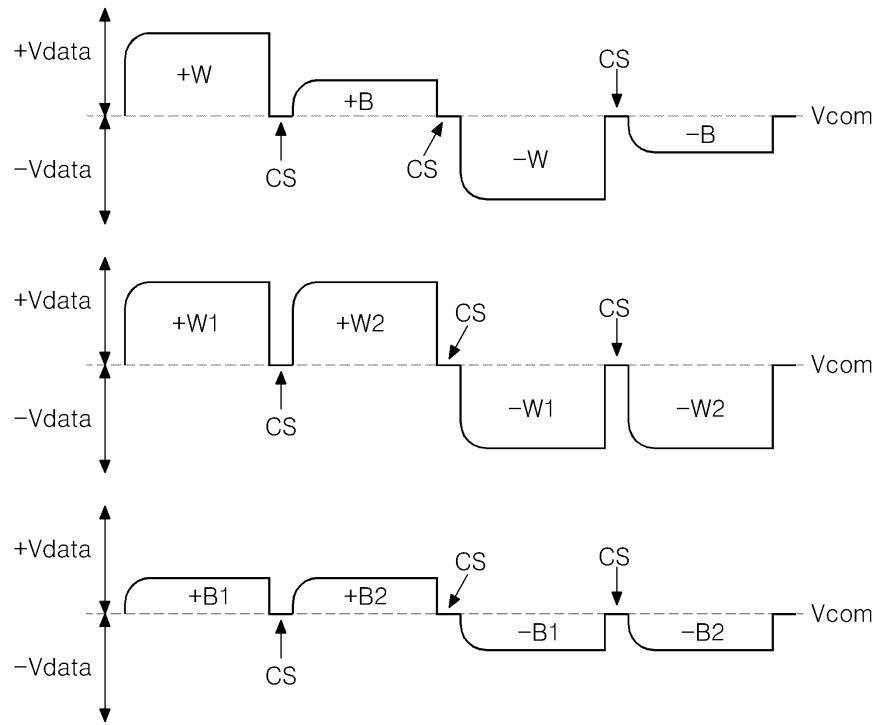 +Vdata
+W
+B
CS
Vcom
−Vdata
CS
CS
−W
−B
+Vdata
+W1
+W2
CS
CS
Vcom
−Vdata
CS
−W1
−W2
+Vdata
+B1
+B2
CS
CS
Vcom
−Vdata
CS
−B1
−B2